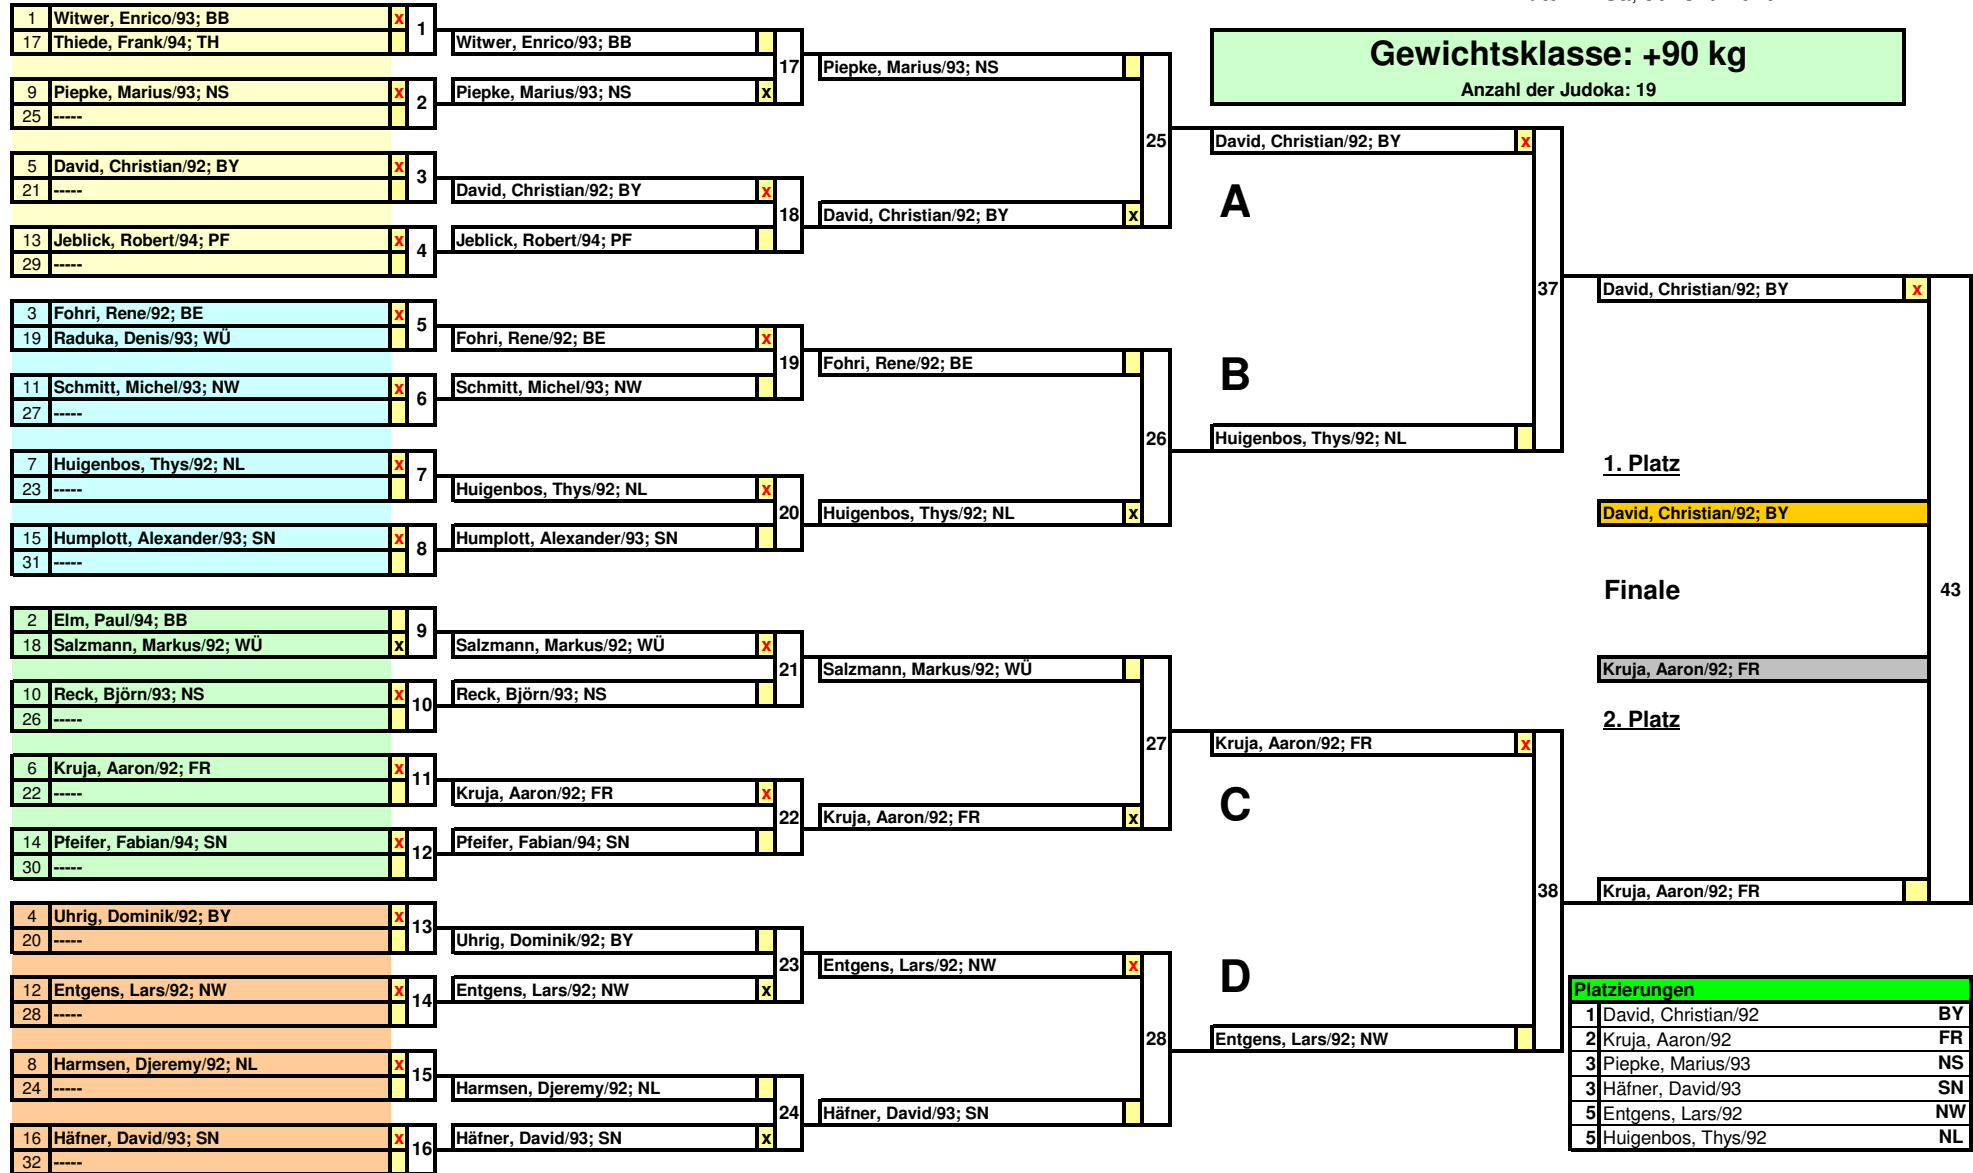 1 Witwer, Enrico/93; BB x
17 Thiede, Frank/94; TH
1
9 Piepke, Marius/93; NS x
25 -----
2
5 David, Christian/92; BY x
21 -----
3
13 Jeblick, Robert/94; PF x
29 -----
4
3 Fohri, Rene/92; BE x
19 Raduka, Denis/93; WÜ
5
11 Schmitt, Michel/93; NW x
27 -----
6
7 Huigenbos, Thys/92; NL x
23 -----
7
15 Humplott, Alexander/93; SN x
31 -----
8
2 Elm, Paul/94; BB
18 Salzmann, Markus/92; WÜ x
9
10 Reck, Björn/93; NS x
26 -----
10
6 Kruja, Aaron/92; FR x
22 -----
11
14 Pfeifer, Fabian/94; SN x
30 -----
12
4 Uhrig, Dominik/92; BY x
20 -----
13
12 Entgens, Lars/92; NW x
28 -----
14
8 Harmsen, Djeremy/92; NL x
24 -----
15
16 Häfner, David/93; SN x
32 -----
16
Witwer, Enrico/93; BB
17
Piepke, Marius/93; NS x
David, Christian/92; BY x
18
Jeblick, Robert/94; PF
Fohri, Rene/92; BE x
19
Schmitt, Michel/93; NW
Huigenbos, Thys/92; NL x
20
Humplott, Alexander/93; SN
Salzmann, Markus/92; WÜ x
21
Reck, Björn/93; NS
Kruja, Aaron/92; FR x
22
Pfeifer, Fabian/94; SN
Uhrig, Dominik/92; BY
23
Entgens, Lars/92; NW x
Harmsen, Djeremy/92; NL
24
Häfner, David/93; SN x
Piepke, Marius/93; NS
25
David, Christian/92; BY x
Fohri, Rene/92; BE
26
Huigenbos, Thys/92; NL x
Salzmann, Markus/92; WÜ
27
Kruja, Aaron/92; FR x
Entgens, Lars/92; NW x
28
Häfner, David/93; SN
Gewichtsklasse: +90 kg
Anzahl der Judoka: 19
David, Christian/92; BY x
A
37
B
Huigenbos, Thys/92; NL
Kruja, Aaron/92; FR x
C
38
D
Entgens, Lars/92; NW
David, Christian/92; BY x
1. Platz
David, Christian/92; BY
Finale
43
Kruja, Aaron/92; FR
2. Platz
Kruja, Aaron/92; FR
Platzierungen
1 David, Christian/92 BY
2 Kruja, Aaron/92 FR
3 Piepke, Marius/93 NS
3 Häfner, David/93 SN
5 Entgens, Lars/92 NW
5 Huigenbos, Thys/92 NL